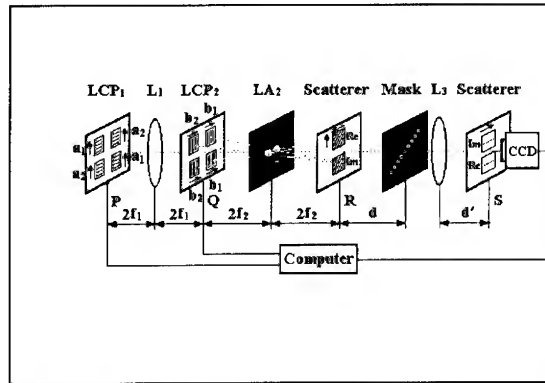 LCP1 L1 LCP2 LA2 Scatterer Mask L3 Scatterer
b1
b2
a1 a2 Re Im CCD
a2 a1 Im Re
b1
b2
P Q R S
2f1 2f1 2f2 2f2 d d'
Computer